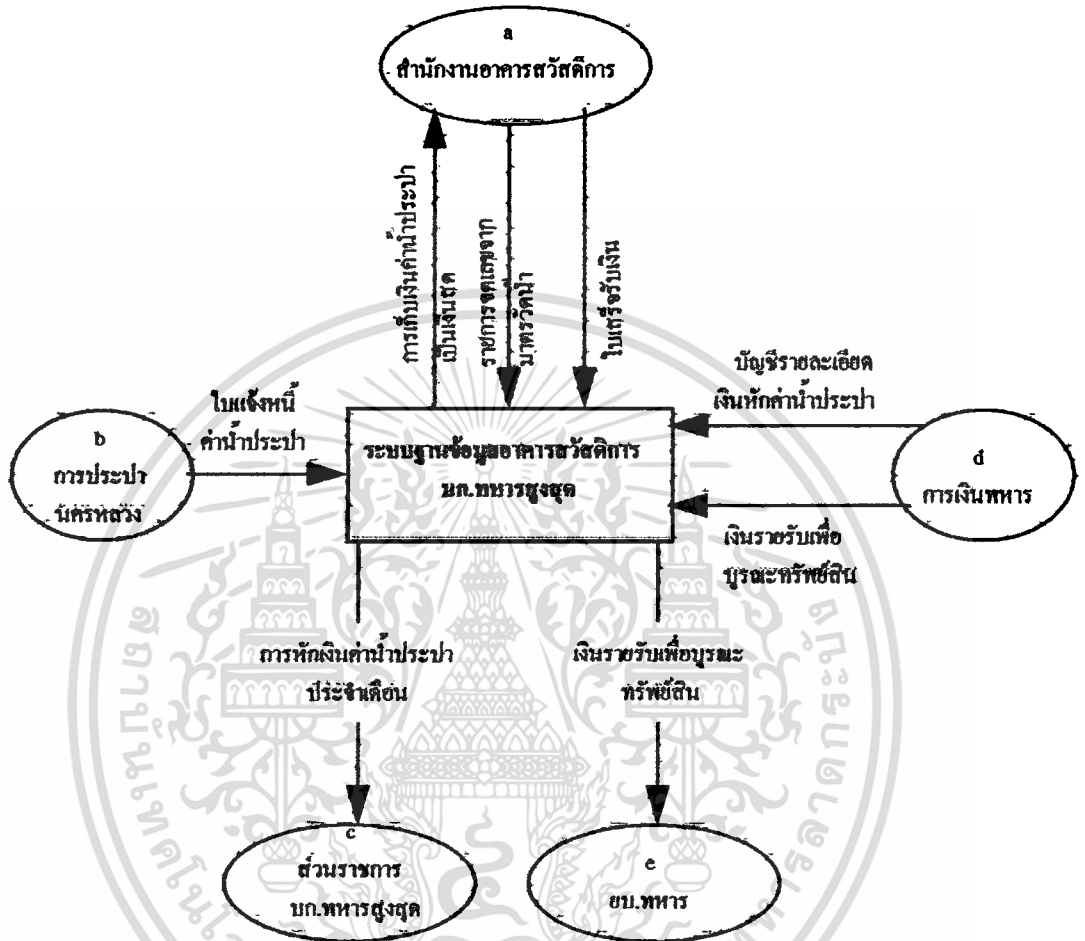 a
สำนักงานอาคารสวัสดิการ
การเก็บเงินค่าน้ำประปา
เป็นเงินสด
รายการจดเลขจาก
มาตรวัดน้ำ
ใบเสร็จรับเงิน
บัญชีรายละเอียด
เงินหักค่าน้ำประปา
ใบแจ้งหนี้
ค่าน้ำประปา
b
การประปา
นครหลวง
ระบบฐานข้อมูลอาคารสวัสดิการ
บก.ทหารสูงสุด
d
การเงินทหาร
เงินรายรับเพื่อ
บูรณะทรัพย์สิน
การหักเงินค่าน้ำประปา
ประจำเดือน
เงินรายรับเพื่อบูรณะ
ทรัพย์สิน
c
ส่วนราชการ
บก.ทหารสูงสุด
e
ยบ.ทหาร